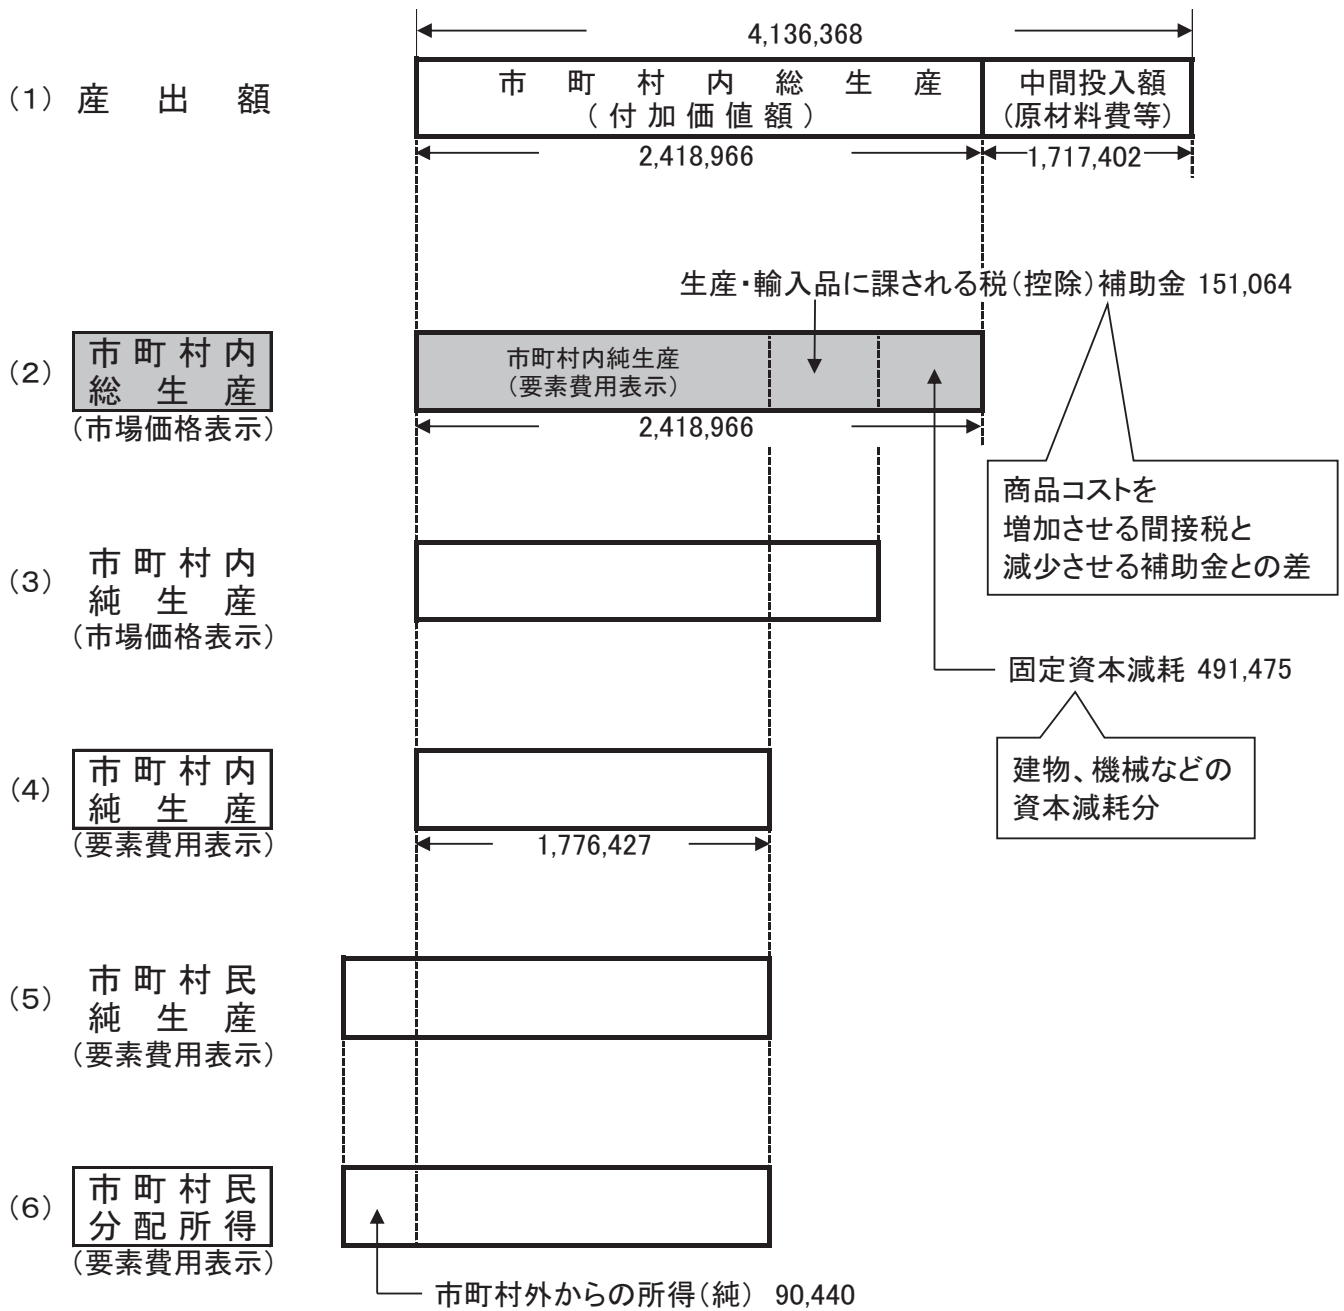 4,136,368
(1) 産出額
市町村内総生産
(付加価値額)
中間投入額
(原材料費等)
2,418,966
1,717,402
生産・輸入品に課される税(控除)補助金 151,064
(2) 市町村内
総生産
(市場価格表示)
市町村内純生産
(要素費用表示)
2,418,966
商品コストを
増加させる間接税と
減少させる補助金との差
(3) 市町村内
純生産
(市場価格表示)
固定資本減耗 491,475
建物、機械などの
資本減耗分
(4) 市町村内
純生産
(要素費用表示)
1,776,427
(5) 市町村民
純生産
(要素費用表示)
(6) 市町村民
分配所得
(要素費用表示)
市町村外からの所得(純) 90,440